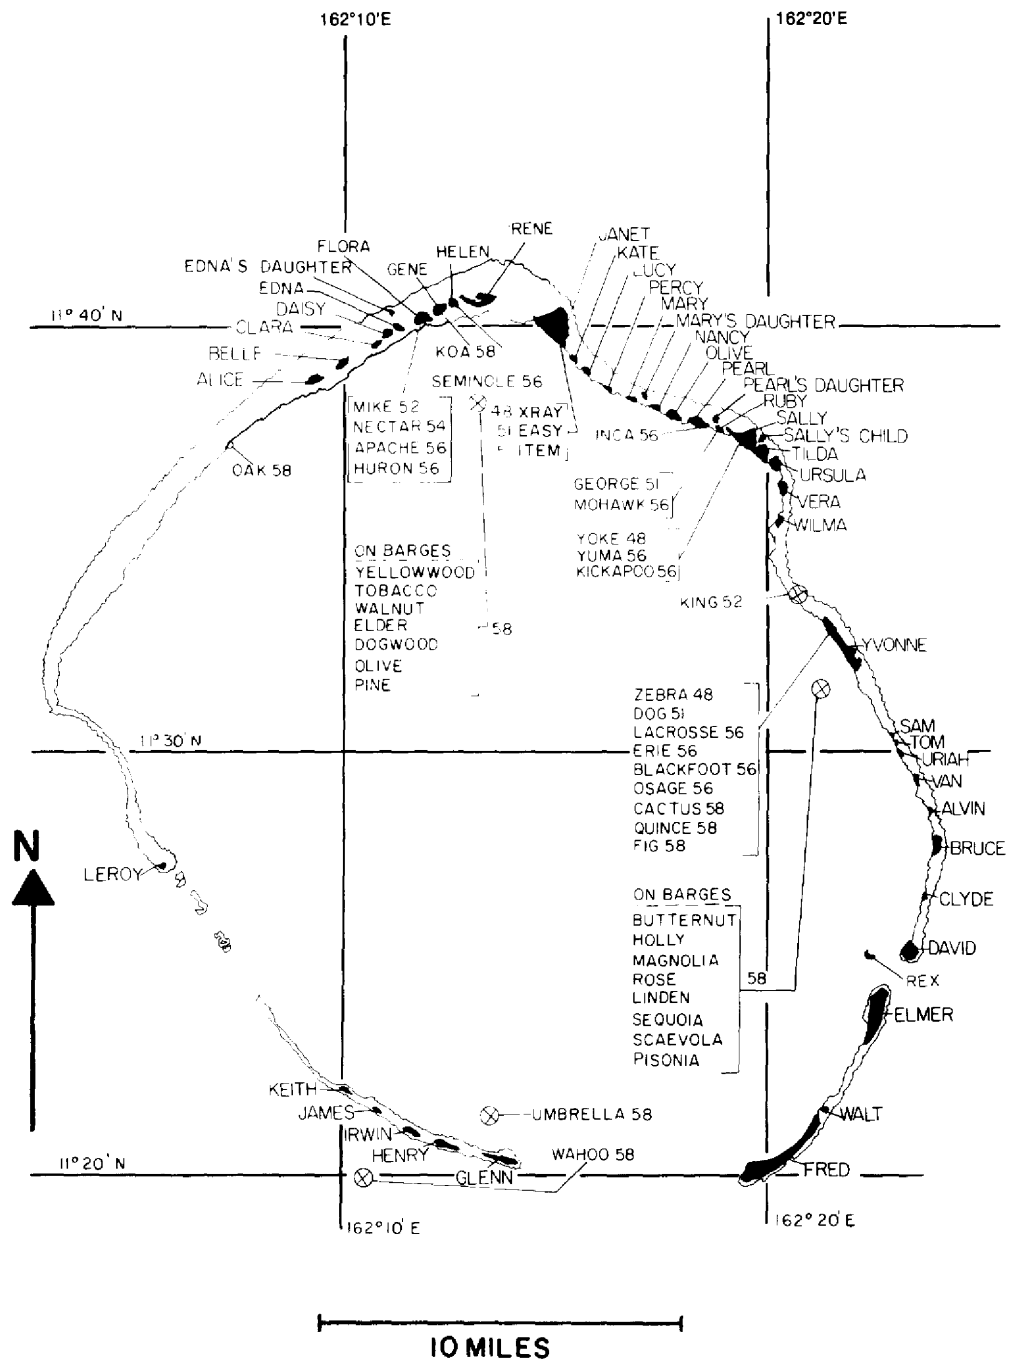 162°10'E
162°20'E
IRENE
JANET
FLORA
HELEN
KATE
EDNA'S DAUGHTER
GENE
LUCY
EDNA
PERCY
DAISY
MARY
11° 40' N
CLARA
MARY'S DAUGHTER
NANCY
BELLE
KOA 58
OLIVE
PEARL
ALICE
SEMINOLE 56
PEARL'S DAUGHTER
RUBY
MIKE 52
NECTAR 54
APACHE 56
HURON 56
48 XRAY
51 EASY
ITEM
INCA 56
SALLY
SALLY'S CHILD
TILDA
OAK 58
URSULA
GEORGE 51
MOHAWK 56
VERA
WILMA
YOKE 48
YUMA 56
KICKAPOO 56
ON BARGES
YELLOWWOOD
TOBACCO
WALNUT
ELDER
DOGWOOD
OLIVE
PINE
58
KING 52
YVONNE
ZEBRA 48
DOG 51
LACROSSE 56
ERIE 56
BLACKFOOT 56
OSAGE 56
CACTUS 58
QUINCE 58
FIG 58
SAM
TOM
11° 30' N
URIAH
VAN
ALVIN
N
BRUCE
LEROY
CLYDE
ON BARGES
BUTTERNUT
HOLLY
MAGNOLIA
ROSE
LINDEN
SEQUOIA
SCAEVOLA
PISONIA
58
DAVID
REX
ELMER
KEITH
JAMES
UMBRELLA 58
WALT
IRWIN
HENRY
WAHOO 58
11° 20' N
GLENN
FRED
162° 10' E
162° 20' E
10 MILES